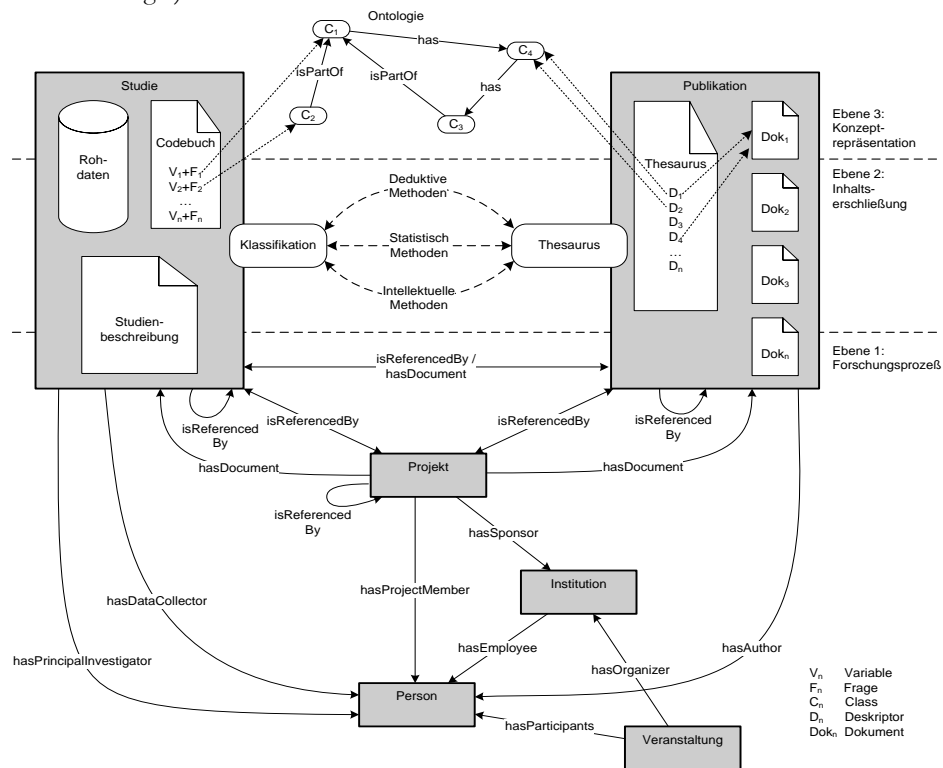 Ontologie
C1
has
C4
isPartOf
isPartOf
has
C2
C3
Studie
Publikation
Roh-
daten
Codebuch
V1+F1
V2+F2
...
Vn+Fn
Thesaurus
D1
D2
D3
D4
...
Dn
Dok1
Dok2
Dok3
Dokn
Ebene 3:
Konzept-
repräsentation
Ebene 2:
Inhalts-
erschließung
Deduktive
Methoden
Klassifikation
Statistisch
Methoden
Thesaurus
Intellektuelle
Methoden
Studien-
beschreibung
Ebene 1:
Forschungsprozeß
isReferencedBy /
hasDocument
isReferenced
By
isReferencedBy
isReferencedBy
isReferenced
By
hasDocument
Projekt
hasDocument
isReferenced
By
hasSponsor
hasProjectMember
Institution
hasDataCollector
hasEmployee
hasAuthor
hasPrincipalInvestigator
hasOrganizer
Person
hasParticipants
Veranstaltung
Vn Variable
Fn Frage
Cn Class
Dn Deskriptor
Dokn Dokument